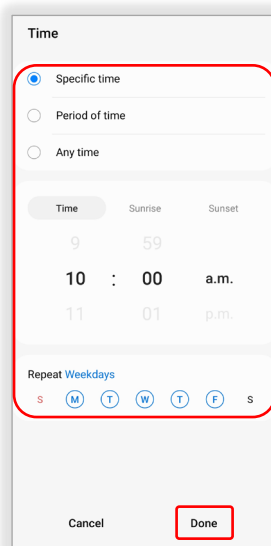 Time
Specific time
Period of time
Any time
Time Sunrise Sunset
9 59
10 : 00 a.m.
11 01 p.m.
Repeat Weekdays
S M T W T F S
Cancel Done